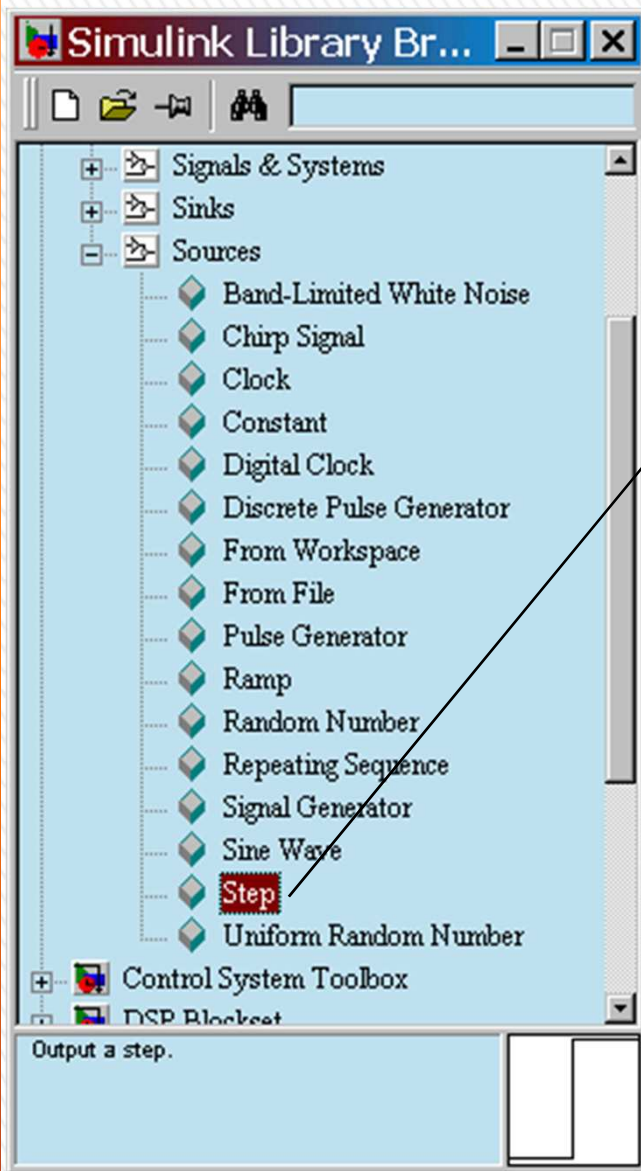 Simulink Library Br...
Signals & Systems
Sinks
Sources
Band-Limited White Noise
Chirp Signal
Clock
Constant
Digital Clock
Discrete Pulse Generator
From Workspace
From File
Pulse Generator
Ramp
Random Number
Repeating Sequence
Signal Generator
Sine Wave
Step
Uniform Random Number
Control System Toolbox
DSP Blockset
Output a step.